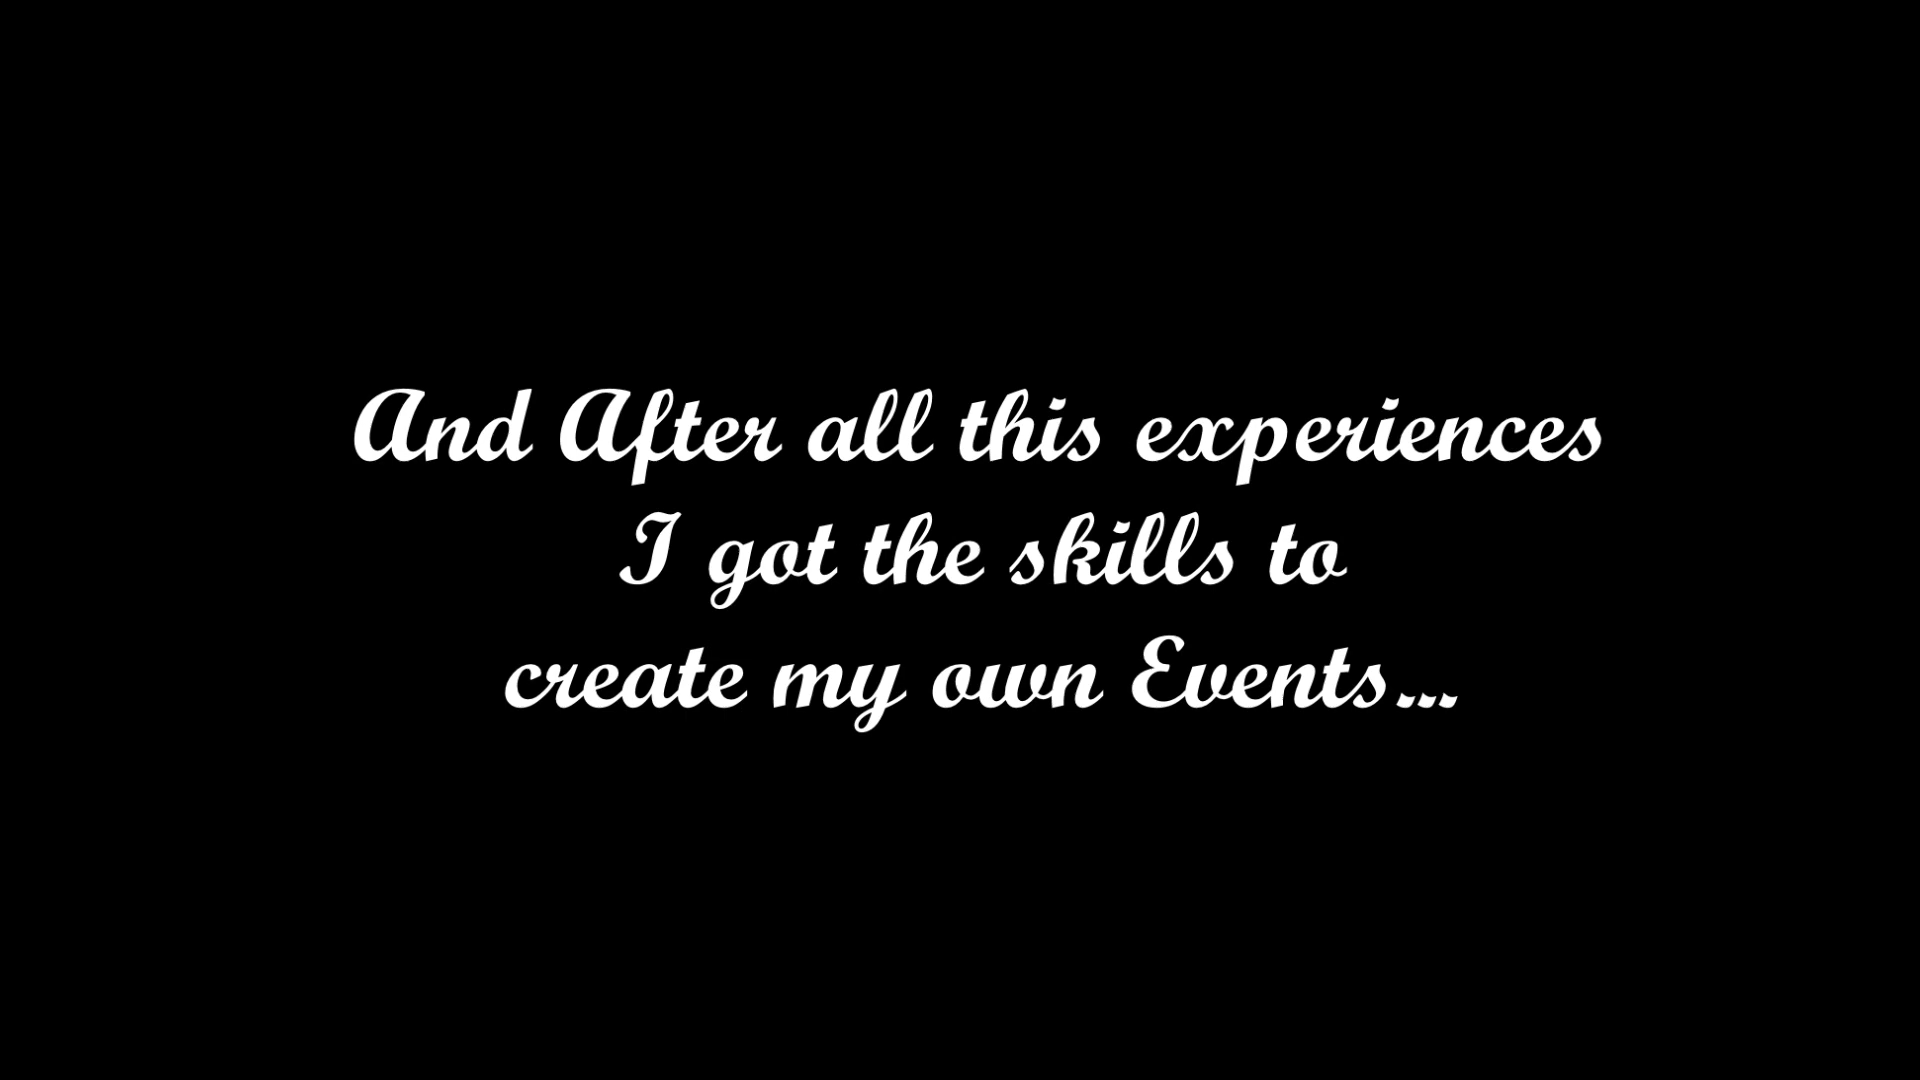 And After all this experiences
I got the skills to
create my own Events...